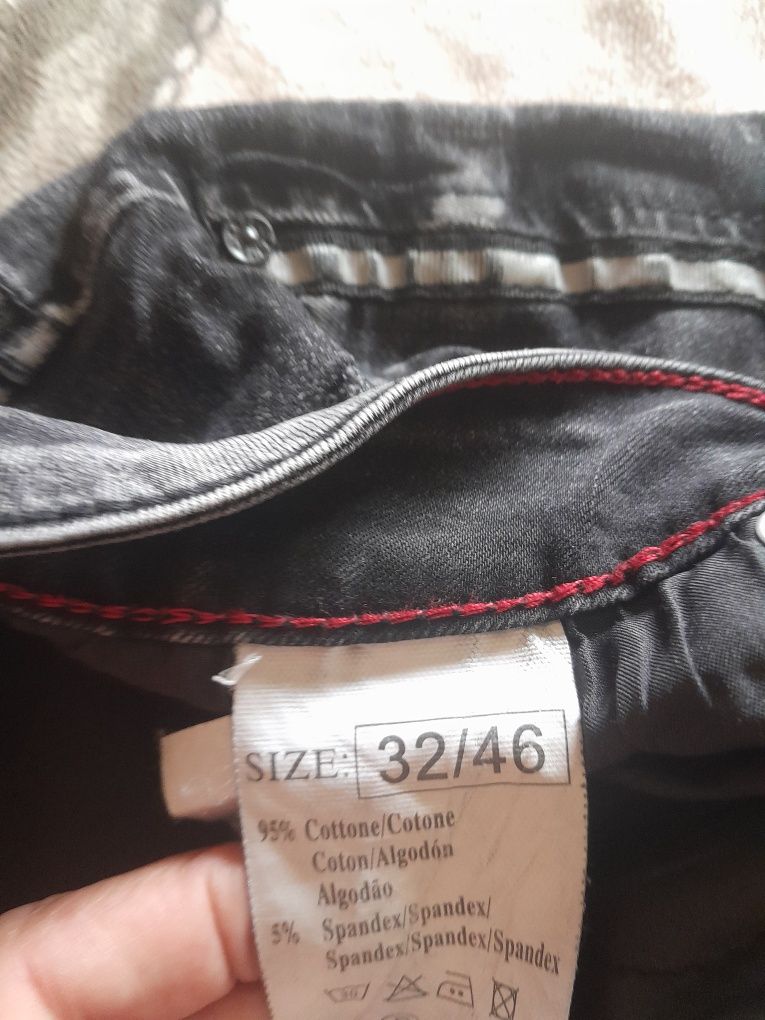 SIZE: 32/46
95% Cottone/Cotone
Coton/Algodón
Algodão
5% Spandex/Spandex/
Spandex/Spandex/Spandex